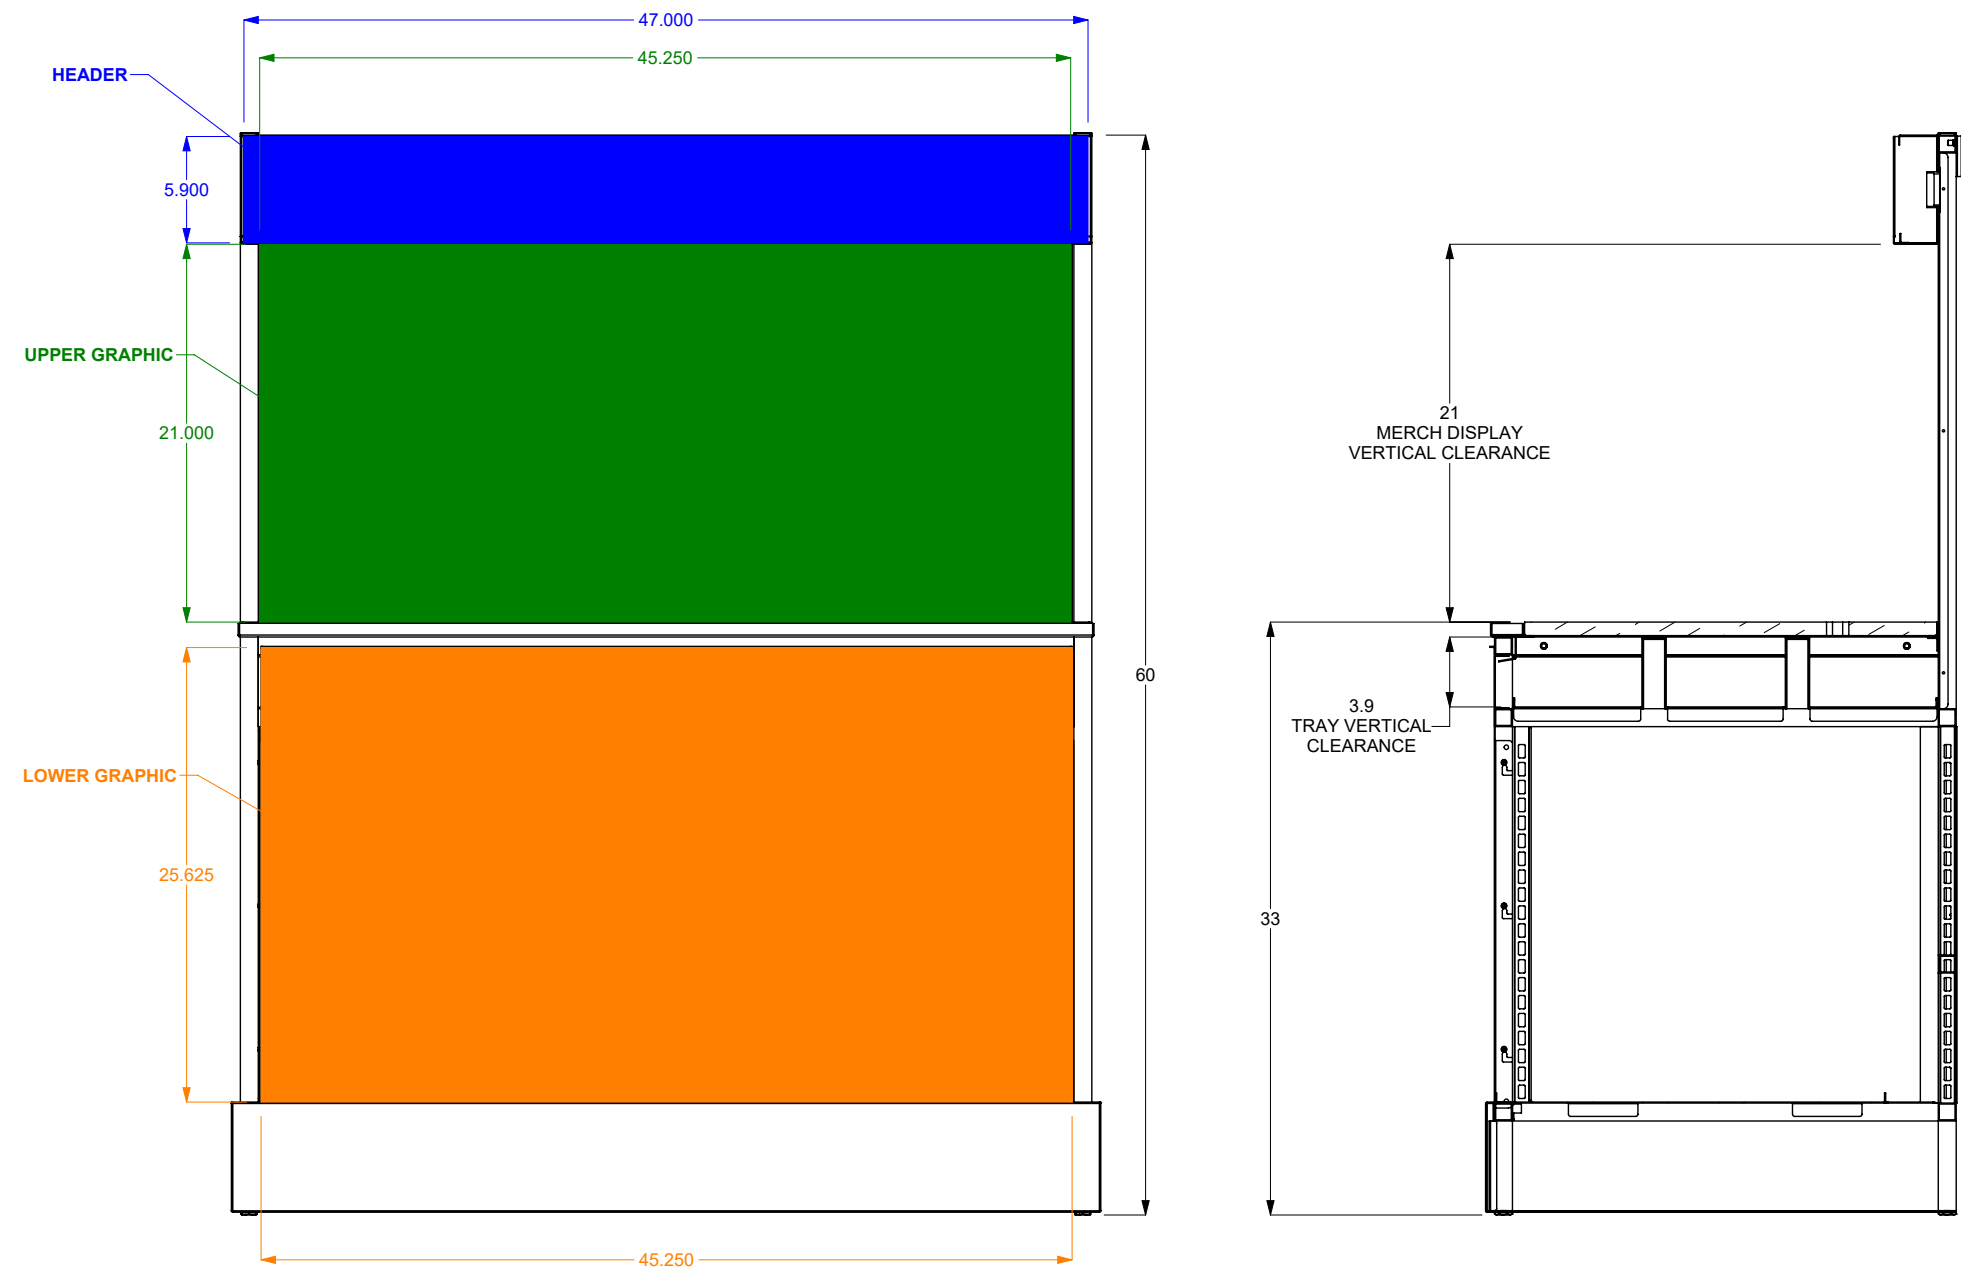 47.000
45.250
HEADER
5.900
UPPER GRAPHIC
21.000
LOWER GRAPHIC
25.625
45.250
60
21
MERCH DISPLAY
VERTICAL CLEARANCE
3.9
TRAY VERTICAL
CLEARANCE
33